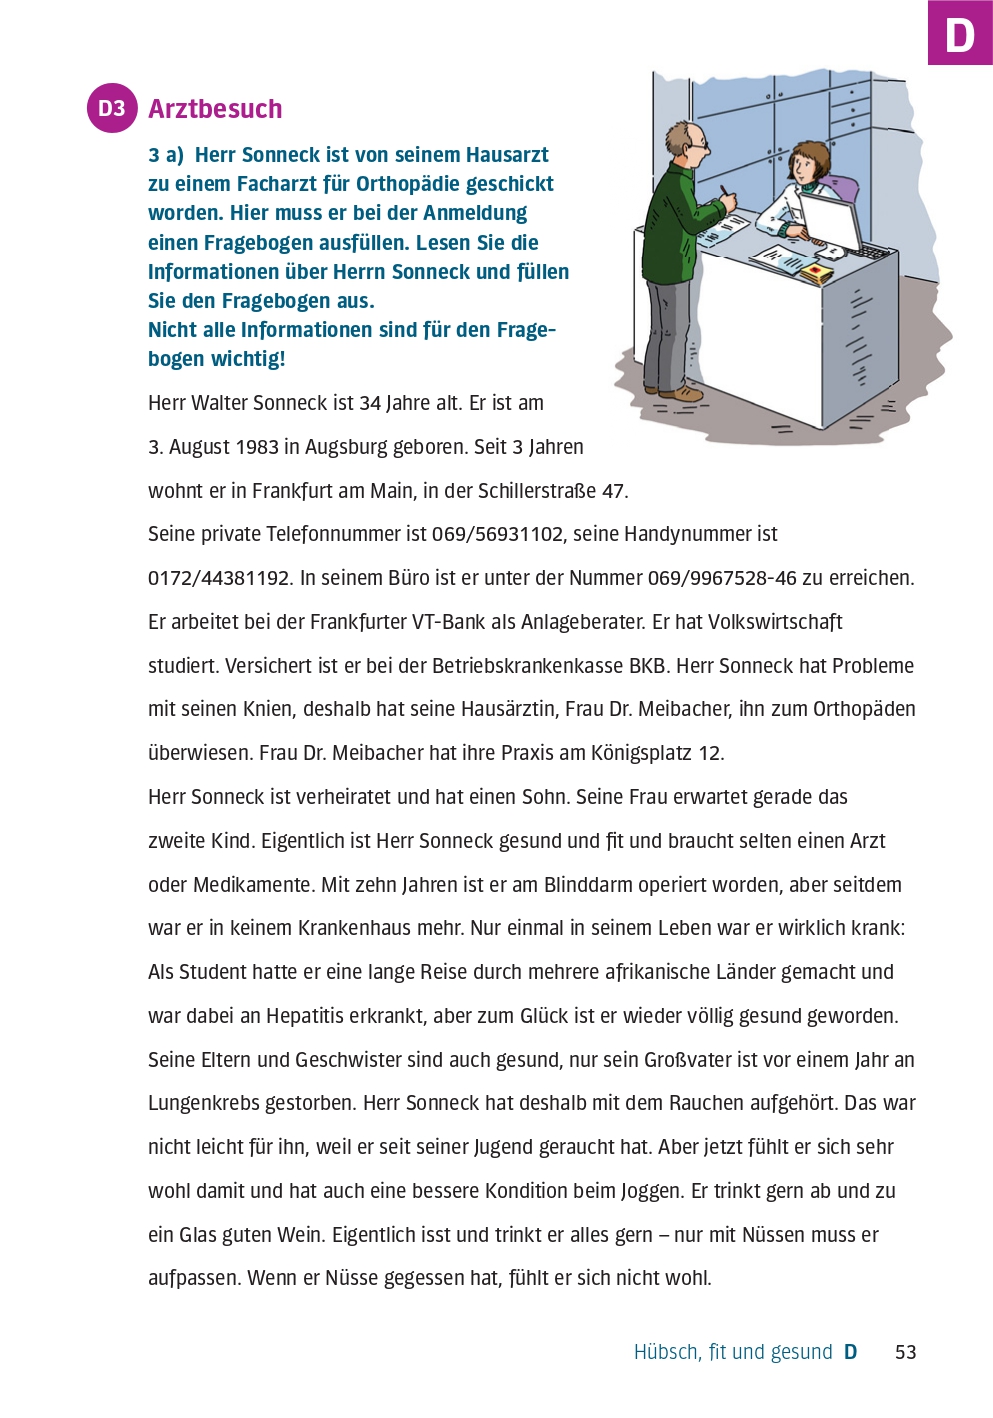 D
D3 Arztbesuch
3 a) Herr Sonneck ist von seinem Hausarzt
zu einem Facharzt für Orthopädie geschickt
worden. Hier muss er bei der Anmeldung
einen Fragebogen ausfüllen. Lesen Sie die
Informationen über Herrn Sonneck und füllen
Sie den Fragebogen aus.
Nicht alle Informationen sind für den Frage-
bogen wichtig!
Herr Walter Sonneck ist 34 Jahre alt. Er ist am
3. August 1983 in Augsburg geboren. Seit 3 Jahren
wohnt er in Frankfurt am Main, in der Schillerstraße 47.
Seine private Telefonnummer ist 069/56931102, seine Handynummer ist
0172/44381192. In seinem Büro ist er unter der Nummer 069/9967528-46 zu erreichen.
Er arbeitet bei der Frankfurter VT-Bank als Anlageberater. Er hat Volkswirtschaft
studiert. Versichert ist er bei der Betriebskrankenkasse BKB. Herr Sonneck hat Probleme
mit seinen Knien, deshalb hat seine Hausärztin, Frau Dr. Meibacher, ihn zum Orthopäden
überwiesen. Frau Dr. Meibacher hat ihre Praxis am Königsplatz 12.
Herr Sonneck ist verheiratet und hat einen Sohn. Seine Frau erwartet gerade das
zweite Kind. Eigentlich ist Herr Sonneck gesund und fit und braucht selten einen Arzt
oder Medikamente. Mit zehn Jahren ist er am Blinddarm operiert worden, aber seitdem
war er in keinem Krankenhaus mehr. Nur einmal in seinem Leben war er wirklich krank:
Als Student hatte er eine lange Reise durch mehrere afrikanische Länder gemacht und
war dabei an Hepatitis erkrankt, aber zum Glück ist er wieder völlig gesund geworden.
Seine Eltern und Geschwister sind auch gesund, nur sein Großvater ist vor einem Jahr an
Lungenkrebs gestorben. Herr Sonneck hat deshalb mit dem Rauchen aufgehört. Das war
nicht leicht für ihn, weil er seit seiner Jugend geraucht hat. Aber jetzt fühlt er sich sehr
wohl damit und hat auch eine bessere Kondition beim Joggen. Er trinkt gern ab und zu
ein Glas guten Wein. Eigentlich isst und trinkt er alles gern – nur mit Nüssen muss er
aufpassen. Wenn er Nüsse gegessen hat, fühlt er sich nicht wohl.
Hübsch, fit und gesund D 53